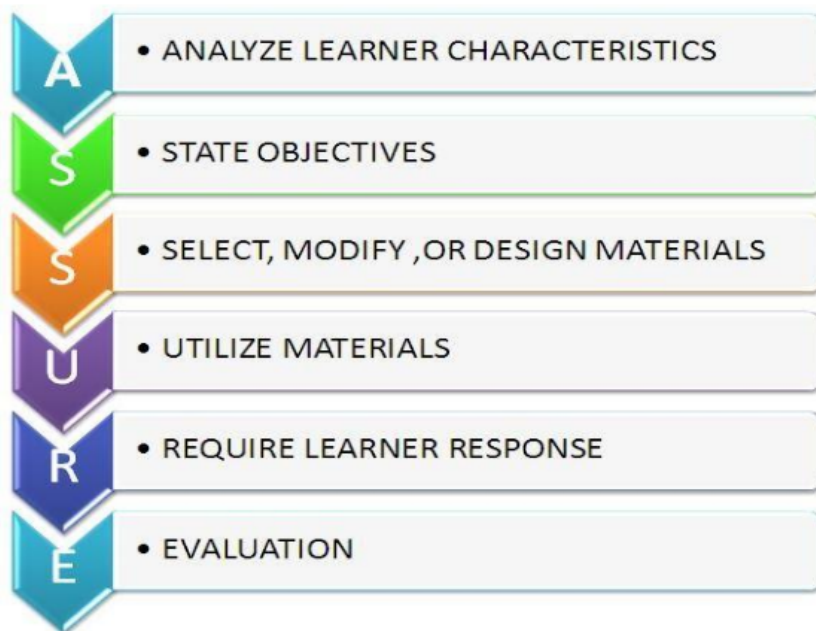 A
• ANALYZE LEARNER CHARACTERISTICS
S
• STATE OBJECTIVES
S
• SELECT, MODIFY ,OR DESIGN MATERIALS
U
• UTILIZE MATERIALS
R
• REQUIRE LEARNER RESPONSE
E
• EVALUATION